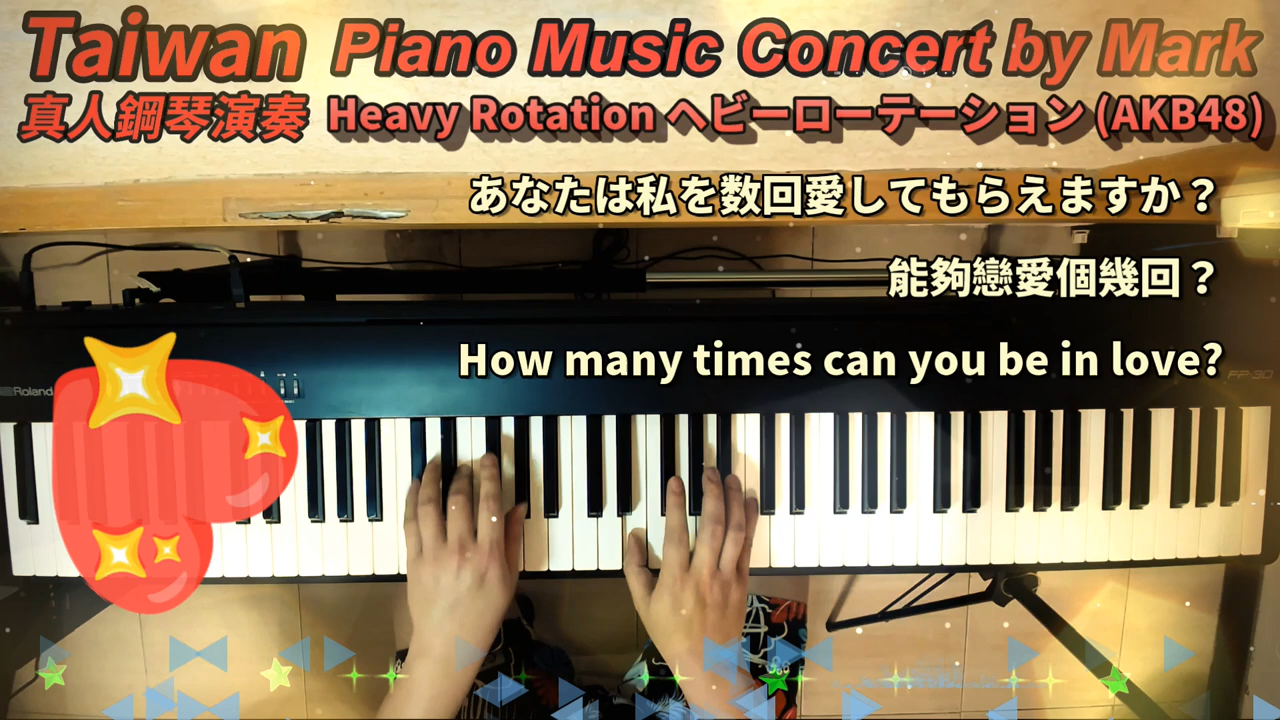 Taiwan Piano Music Concert by Mark
真人鋼琴演奏 Heavy Rotation ヘビーローテーション (AKB48)
あなたは私を数回愛してもらえますか？
能夠戀愛個幾回？
How many times can you be in love?
Roland
FP-30